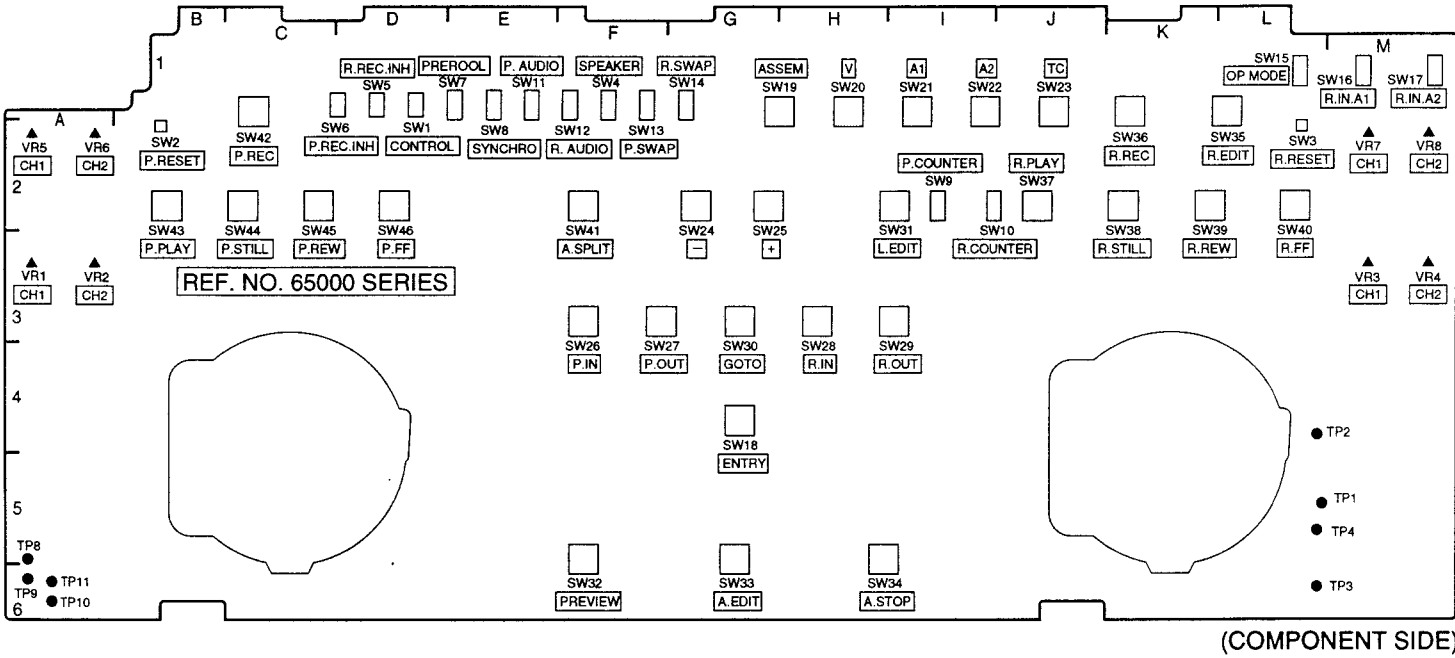 B C D E F G H I J K L M
1
R.REC.INH PREROOL P. AUDIO SPEAKER R.SWAP ASSEM V A1 A2 TC SW15
SW5 SW7 SW11 SW4 SW14 SW19 SW20 SW21 SW22 SW23 OP MODE SW16 SW17
R.IN.A1 R.IN.A2
A
SW6 SW1 SW8 SW12 SW13
P.REC.INH CONTROL SYNCHRO R. AUDIO P.SWAP
VR5 VR6 SW2 SW42 SW36 SW35 SW3 VR7 VR8
CH1 CH2 P.RESET P.REC R.REC R.EDIT R.RESET CH1 CH2
P.COUNTER R.PLAY
SW9 SW37
2
SW43 SW44 SW45 SW46 SW41 SW24 SW25 SW31 SW10 SW38 SW39 SW40
P.PLAY P.STILL P.REW P.FF A.SPLIT − + L.EDIT R.COUNTER R.STILL R.REW R.FF
VR1 VR2 VR3 VR4
CH1 CH2 CH1 CH2
REF. NO. 65000 SERIES
3
SW26 SW27 SW30 SW28 SW29
P.IN P.OUT GOTO R.IN R.OUT
4
SW18
ENTRY
TP2
TP1
5
TP4
TP8
TP9 TP11 TP10
TP3
SW32 SW33 SW34
PREVIEW A.EDIT A.STOP
6
(COMPONENT SIDE)